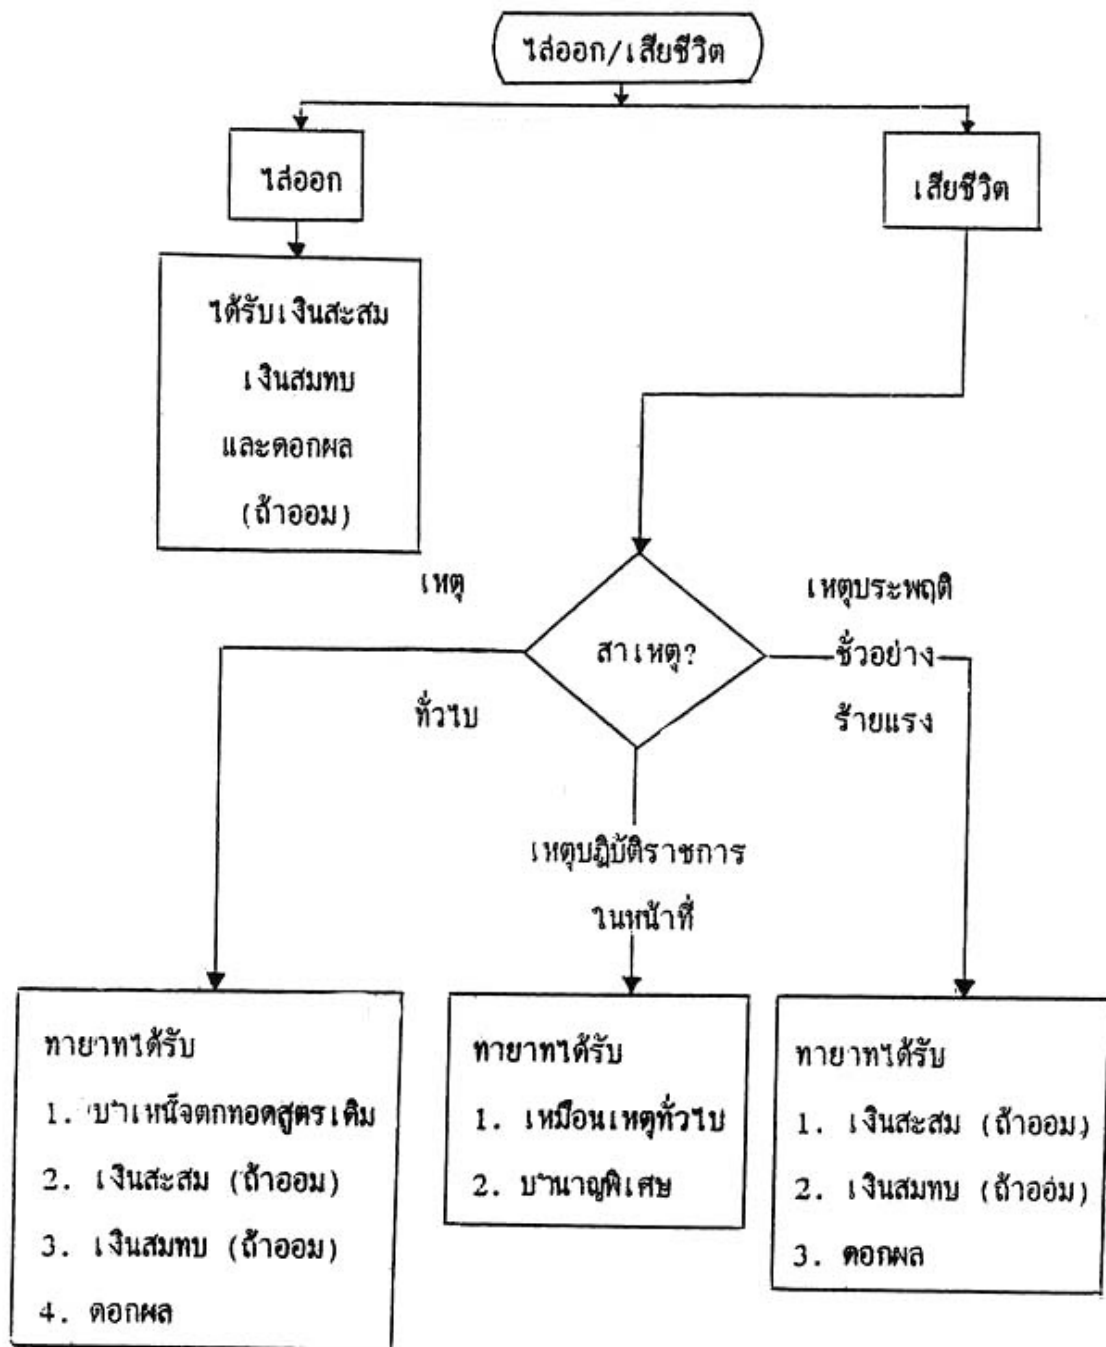 ไล่ออก/เสียชีวิต
ไล่ออก
เสียชีวิต
ได้รับเงินสะสม
เงินสมทบ
และดอกผล
(ถ้าออม)
สาเหตุ?
เหตุ
ทั่วไป
เหตุประพฤติ
ชั่วอย่าง
ร้ายแรง
เหตุปฏิบัติราชการ
ในหน้าที่
ทายาทได้รับ
1. บำเหน็จตกทอดสูตรเดิม
2. เงินสะสม (ถ้าออม)
3. เงินสมทบ (ถ้าออม)
4. ดอกผล
ทายาทได้รับ
1. เหมือนเหตุทั่วไป
2. บำนาญพิเศษ
ทายาทได้รับ
1. เงินสะสม (ถ้าออม)
2. เงินสมทบ (ถ้าออม)
3. ดอกผล